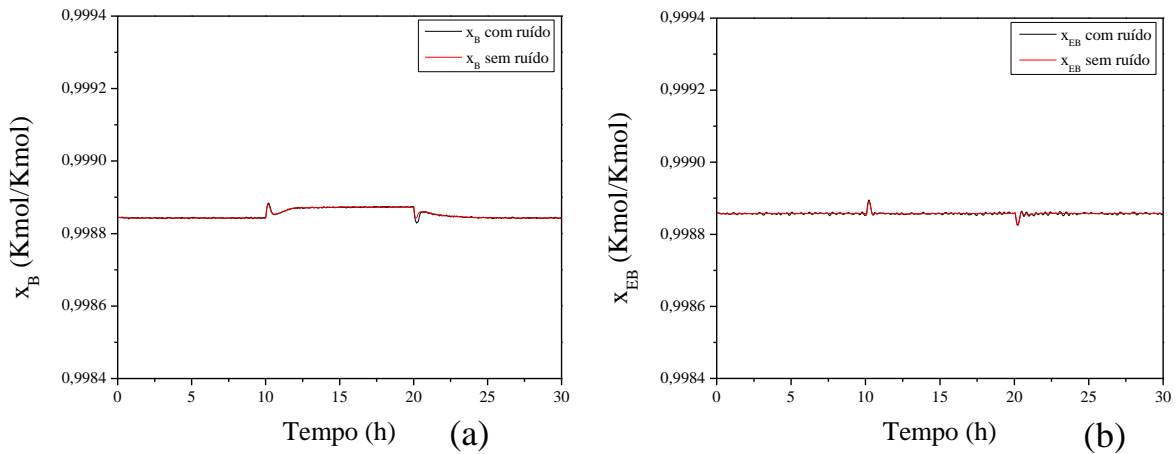 0,9994
0,9992
0,9990
0,9988
0,9986
0,9984
x_B (Kmol/Kmol)
x_B com ruído
x_B sem ruído
0 5 10 15 20 25 30
Tempo (h)
(a)
0,9994
0,9992
0,9990
0,9988
0,9986
0,9984
x_EB (Kmol/Kmol)
x_EB com ruído
x_EB sem ruído
0 5 10 15 20 25 30
Tempo (h)
(b)